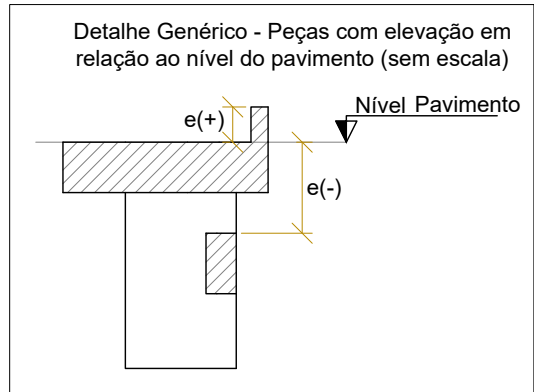 Detalhe Genérico - Peças com elevação em
relação ao nível do pavimento (sem escala)
Nível Pavimento
e(+)
e(-)